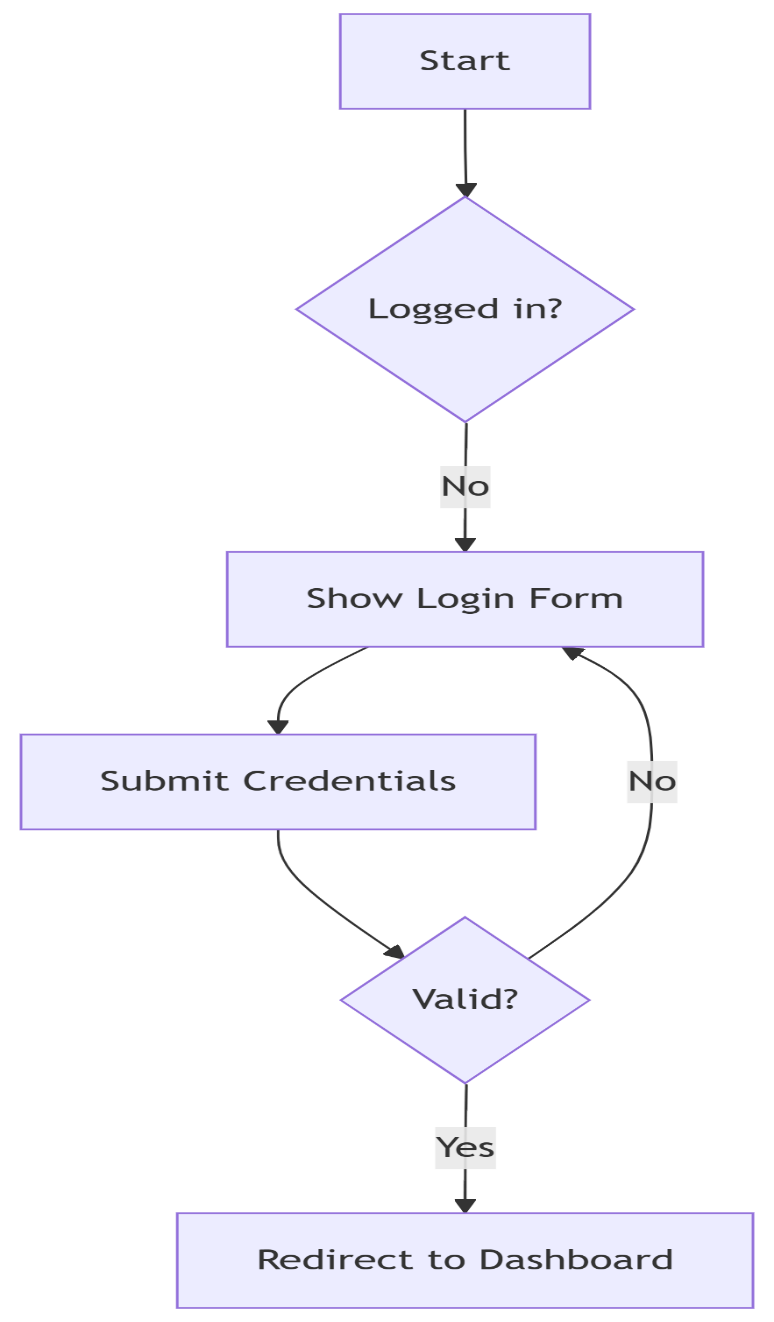 Start
Logged in?
No
Show Login Form
Submit Credentials
No
Valid?
Yes
Redirect to Dashboard